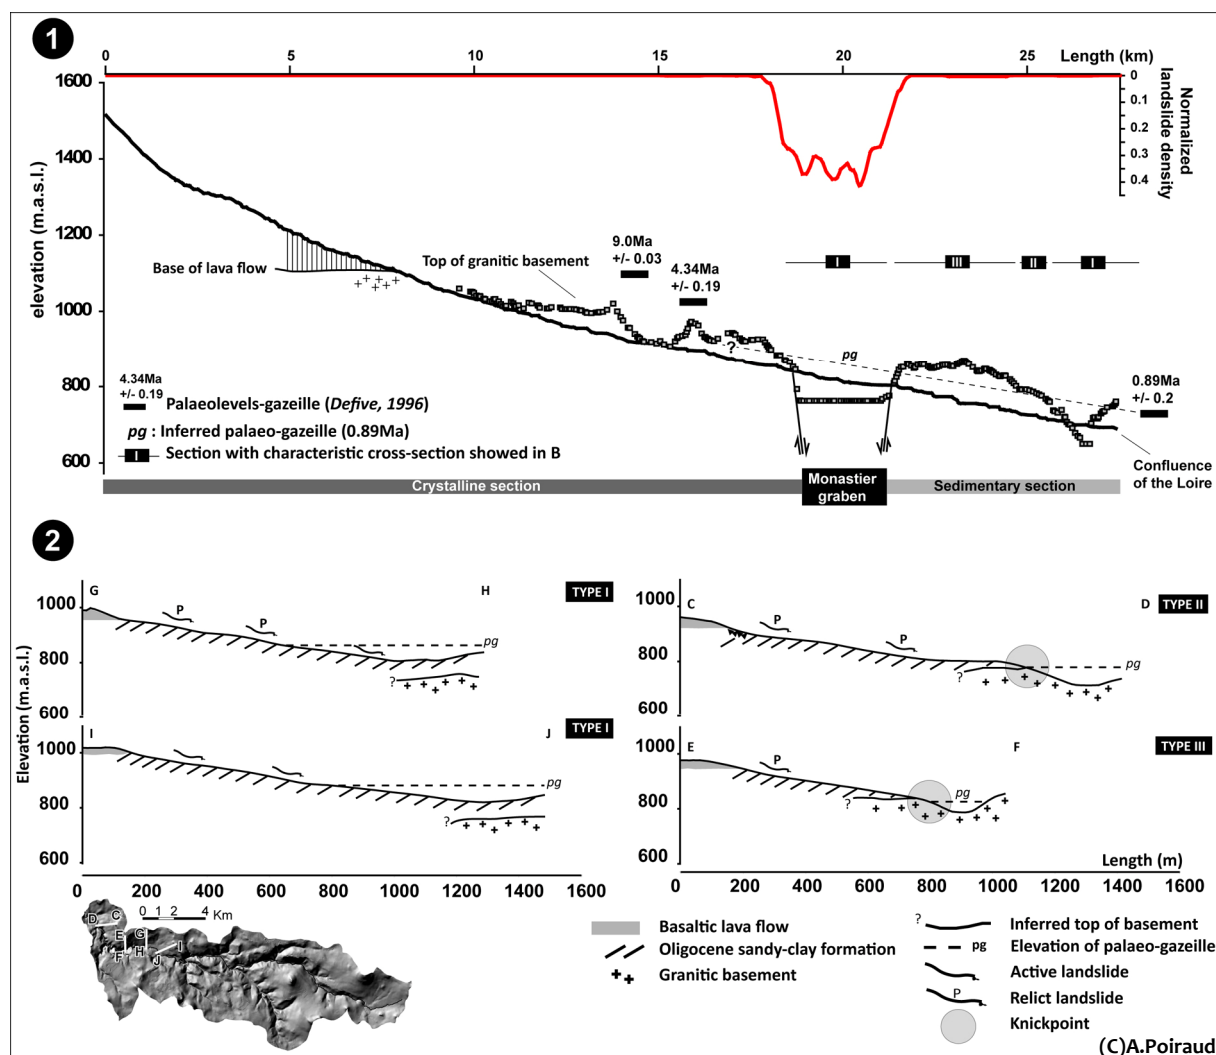 1
0 5 10 15 20 25 Length (km)
1600
1400
1200
1000
800
600
elevation (m.a.s.l.)
0
0.1
0.2
0.3
0.4
Normalized
landslide density
Base of lava flow
Top of granitic basement
9.0Ma
+/- 0.03
4.34Ma
+/- 0.19
I III II I
?
pg
0.89Ma
+/- 0.2
4.34Ma
+/- 0.19
Palaeolevels-gazeille (Defive, 1996)
pg : Inferred palaeo-gazeille (0.89Ma)
I Section with characteristic cross-section showed in B
Confluence
of the Loire
Crystalline section
Monastier
graben
Sedimentary section
2
Elevation (m.a.s.l.)
G H TYPE I
1000
800
600
P P
pg
?
C D TYPE II
1000
800
600
P P
pg
?
I J TYPE I
1000
800
600
pg
?
E F TYPE III
1000
800
600
P
pg
?
Length (m)
0 200 400 600 800 1000 1200 1400 1600
0 200 400 600 800 1000 1200 1400 1600
0 1 2 4 Km
D C
E G
F H J I
Basaltic lava flow
Oligocene sandy-clay formation
Granitic basement
? Inferred top of basement
pg Elevation of palaeo-gazeille
Active landslide
P Relict landslide
Knickpoint
(C)A.Poiraud